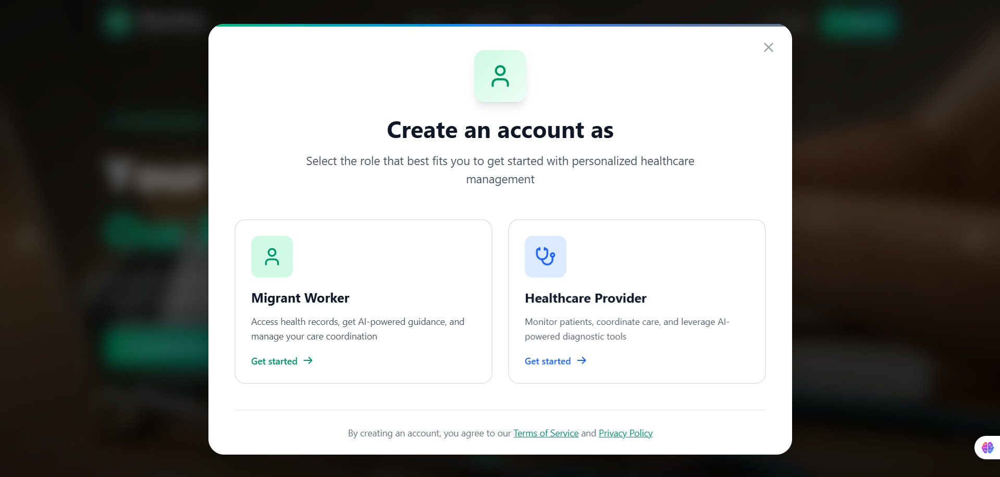 Create an account as
Select the role that best fits you to get started with personalized healthcare
management
Migrant Worker
Access health records, get AI-powered guidance, and
manage your care coordination
Get started
Healthcare Provider
Monitor patients, coordinate care, and leverage AI-
powered diagnostic tools
Get started
By creating an account, you agree to our Terms of Service and Privacy Policy
Your